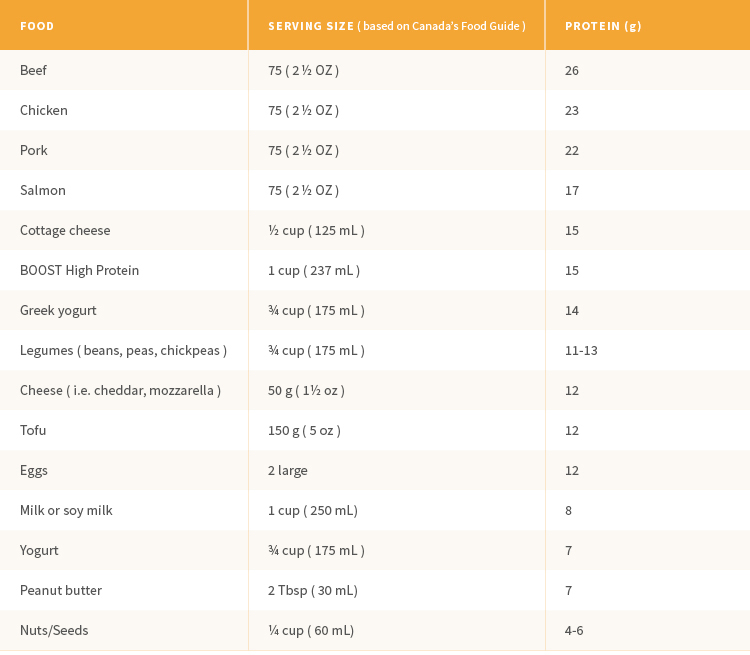 FOOD SERVING SIZE ( based on Canada's Food Guide ) PROTEIN (g)
Beef 75 ( 2 ½ OZ ) 26
Chicken 75 ( 2 ½ OZ ) 23
Pork 75 ( 2 ½ OZ ) 22
Salmon 75 ( 2 ½ OZ ) 17
Cottage cheese ½ cup ( 125 mL ) 15
BOOST High Protein 1 cup ( 237 mL ) 15
Greek yogurt ¾ cup ( 175 mL ) 14
Legumes ( beans, peas, chickpeas ) ¾ cup ( 175 mL ) 11-13
Cheese ( i.e. cheddar, mozzarella ) 50 g ( 1½ oz ) 12
Tofu 150 g ( 5 oz ) 12
Eggs 2 large 12
Milk or soy milk 1 cup ( 250 mL) 8
Yogurt ¾ cup ( 175 mL ) 7
Peanut butter 2 Tbsp ( 30 mL) 7
Nuts/Seeds ¼ cup ( 60 mL) 4-6